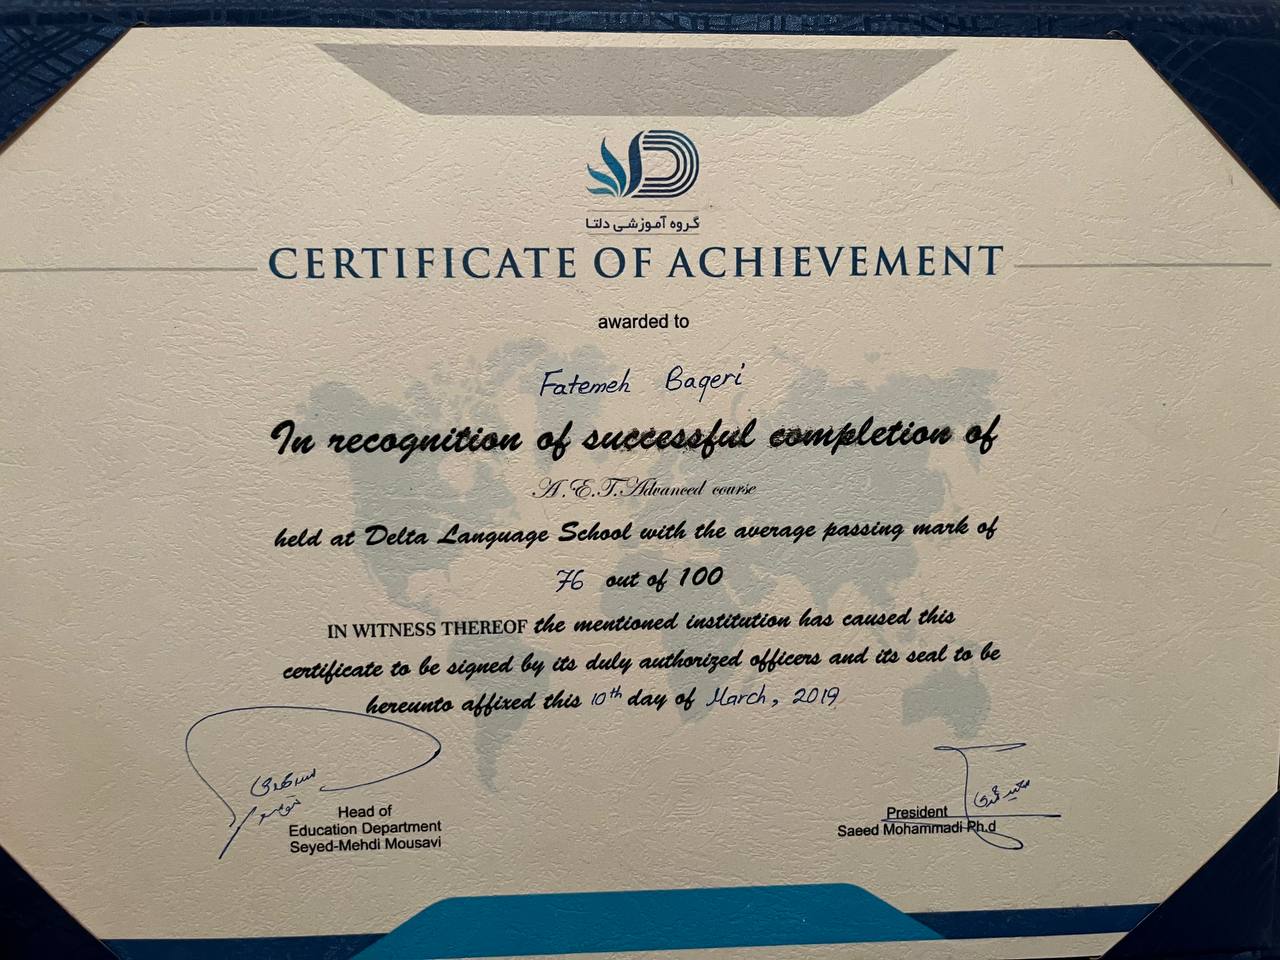 گروه آموزشی دلتا
CERTIFICATE OF ACHIEVEMENT
awarded to
Fatemeh Baqeri
In recognition of successful completion of
A.E.T.Advanced course
held at Delta Language School with the average passing mark of
76 out of 100
IN WITNESS THEREOF the mentioned institution has caused this
certificate to be signed by its duly authorized officers and its seal to be
hereunto affixed this 10th day of March, 2019
Head of
Education Department
Seyed-Mehdi Mousavi
President
Saeed Mohammadi Ph.d